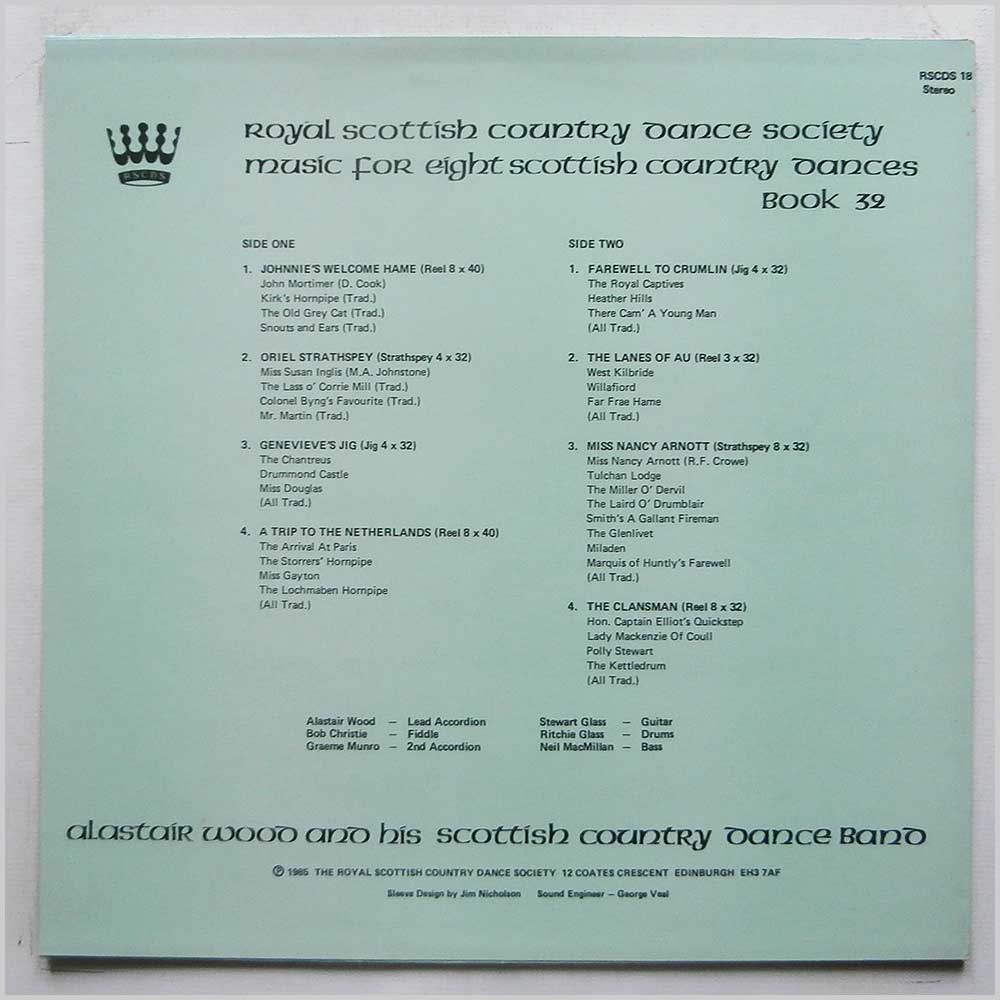 RSCDS 18
Stereo
RSCDS
Royal Scottish Country Dance Society
Music for Eight Scottish Country Dances
Book 32
SIDE ONE
1. JOHNNIE'S WELCOME HAME (Reel 8 x 40)
John Mortimer (D. Cook)
Kirk's Hornpipe (Trad.)
The Old Grey Cat (Trad.)
Snouts and Ears (Trad.)
2. ORIEL STRATHSPEY (Strathspey 4 x 32)
Miss Susan Inglis (M.A. Johnstone)
The Lass o' Corrie Mill (Trad.)
Colonel Byng's Favourite (Trad.)
Mr. Martin (Trad.)
3. GENEVIEVE'S JIG (Jig 4 x 32)
The Chantreus
Drummond Castle
Miss Douglas
(All Trad.)
4. A TRIP TO THE NETHERLANDS (Reel 8 x 40)
The Arrival At Paris
The Storrers' Hornpipe
Miss Gayton
The Lochmaben Hornpipe
(All Trad.)
SIDE TWO
1. FAREWELL TO CRUMLIN (Jig 4 x 32)
The Royal Captives
Heather Hills
There Cam' A Young Man
(All Trad.)
2. THE LANES OF AU (Reel 3 x 32)
West Kilbride
Willafiord
Far Frae Hame
(All Trad.)
3. MISS NANCY ARNOTT (Strathspey 8 x 32)
Miss Nancy Arnott (R.F. Crowe)
Tulchan Lodge
The Miller O' Dervil
The Laird O' Drumblair
Smith's A Gallant Fireman
The Glenlivet
Miladen
Marquis of Huntly's Farewell
(All Trad.)
4. THE CLANSMAN (Reel 8 x 32)
Hon. Captain Elliot's Quickstep
Lady Mackenzie Of Coull
Polly Stewart
The Kettledrum
(All Trad.)
Alastair Wood — Lead Accordion
Bob Christie — Fiddle
Graeme Munro — 2nd Accordion
Stewart Glass — Guitar
Ritchie Glass — Drums
Neil MacMillan — Bass
Alastair Wood and his Scottish Country Dance Band
℗ 1985 THE ROYAL SCOTTISH COUNTRY DANCE SOCIETY 12 COATES CRESCENT EDINBURGH EH3 7AF
Sleeve Design by Jim Nicholson Sound Engineer — George Veal